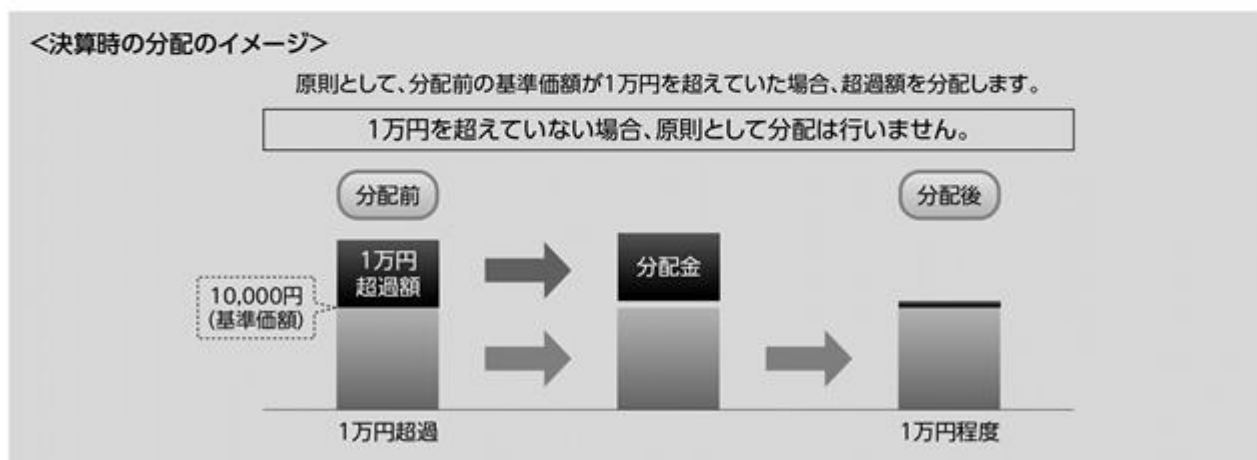 <決算時の分配のイメージ>
原則として、分配前の基準価額が1万円を超えていた場合、超過額を分配します。
1万円を超えていない場合、原則として分配は行いません。
分配前
分配後
1万円
超過額
分配金
10,000円
(基準価額)
1万円超過
1万円程度